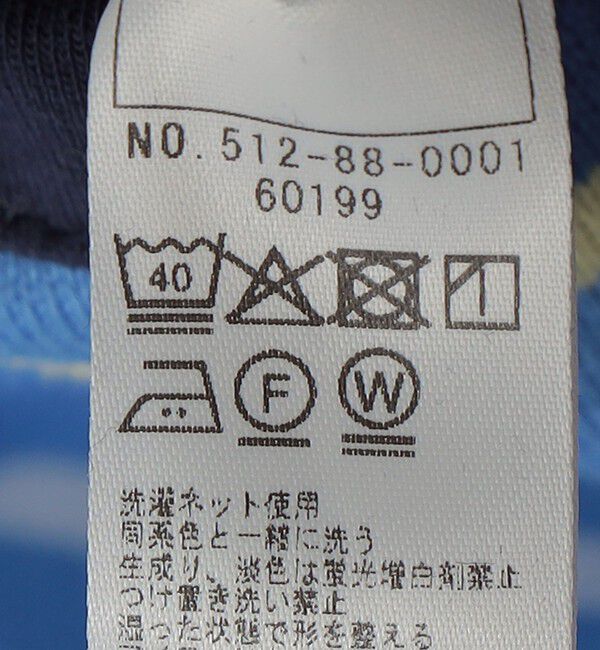 NO.512-88-0001
60199
40
F W
洗濯ネット使用
同系色と一緒に洗う
生成り、淡色は蛍光増白剤禁止
つけ置き洗い禁止
湿った状態で形を整える